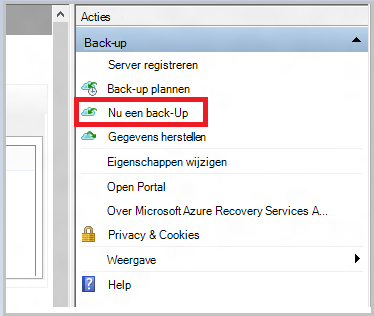 Acties
Back-up
Server registreren
Back-up plannen
Nu een back-Up
Gegevens herstellen
Eigenschappen wijzigen
Open Portal
Over Microsoft Azure Recovery Services A...
Privacy & Cookies
Weergave
Help